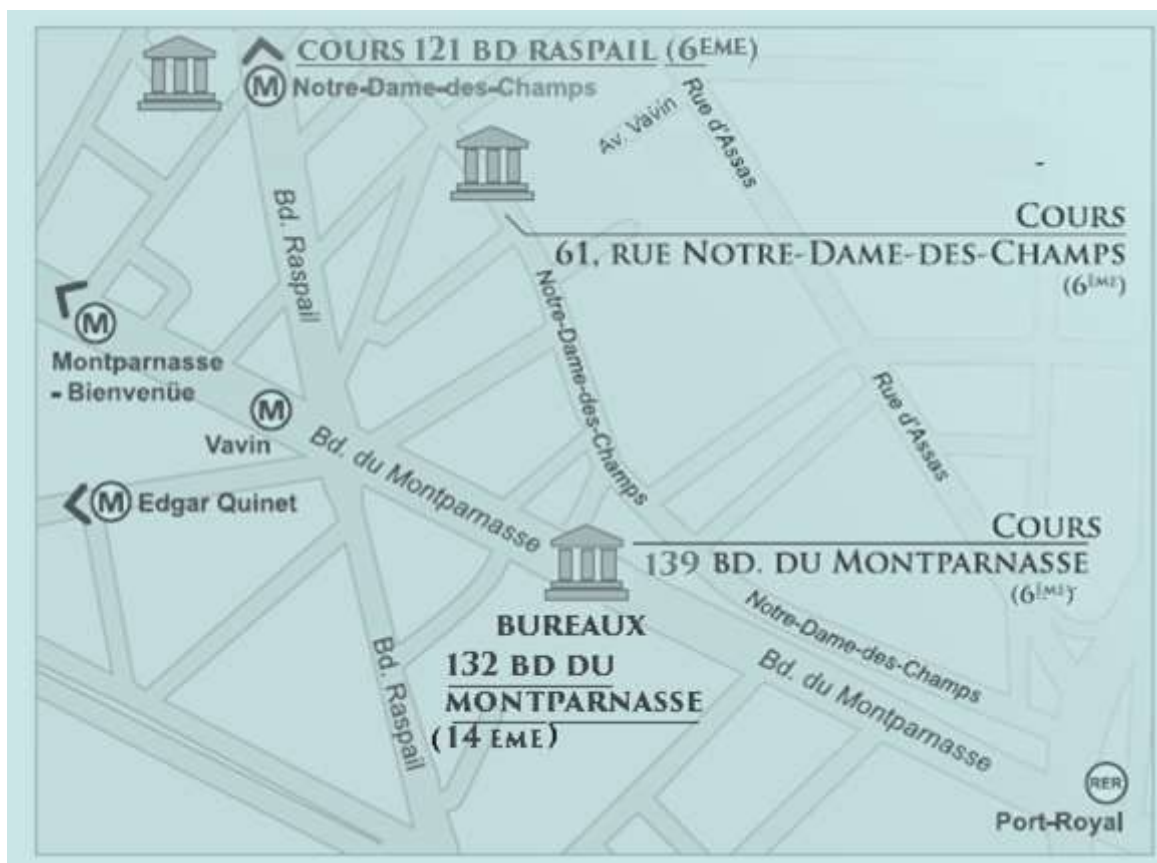 COURS 121 BD RASPAIL (6EME)
M Notre-Dame-des-Champs
Av. Vavin
Rue d'Assas
Bd. Raspail
COURS
61, RUE NOTRE-DAME-DES-CHAMPS
(6ÈME)
Notre-Dame-des-Champs
M
Montparnasse
- Bienvenüe
M
Vavin
Bd. du Montparnasse
Rue d'Assas
M Edgar Quinet
COURS
139 BD. DU MONTPARNASSE
(6ÈME)
Notre-Dame-des-Champs
BUREAUX
132 BD DU
MONTPARNASSE
(14 EME)
Bd. Raspail
Bd. du Montparnasse
RER
Port-Royal